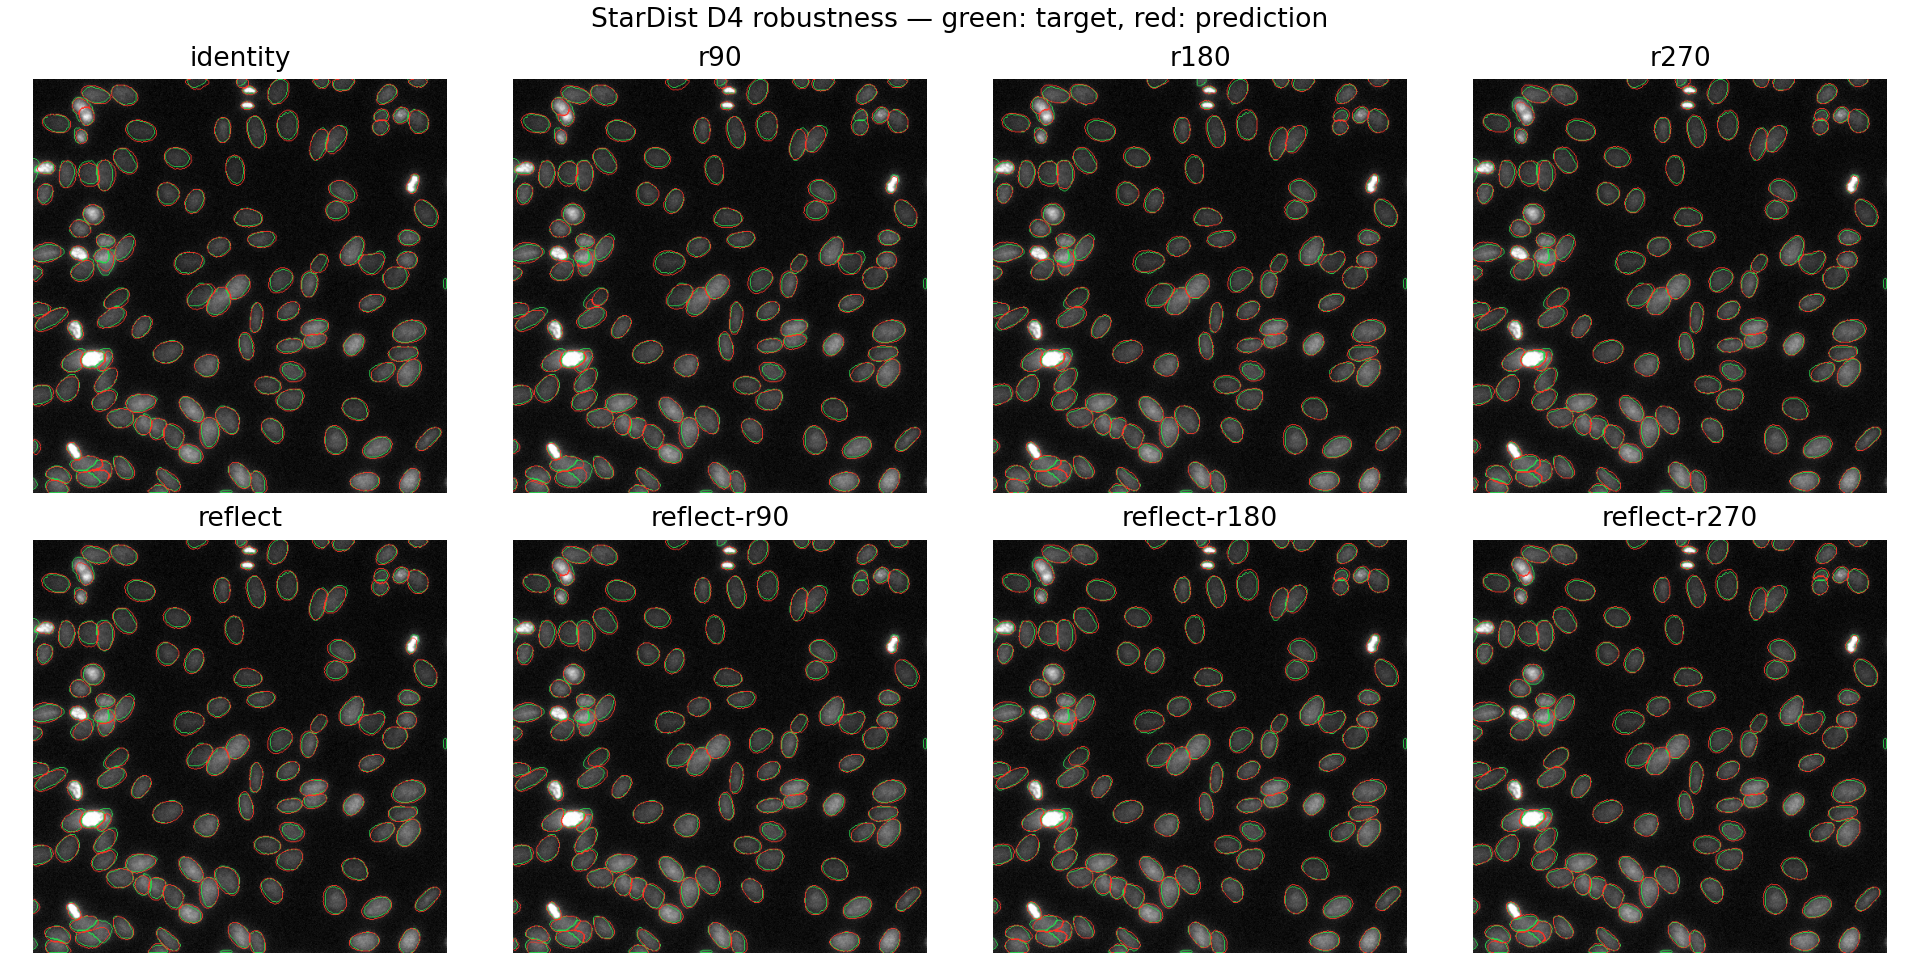 StarDist D4 robustness — green: target, red: prediction
identity
r90
r180
r270
reflect
reflect-r90
reflect-r180
reflect-r270